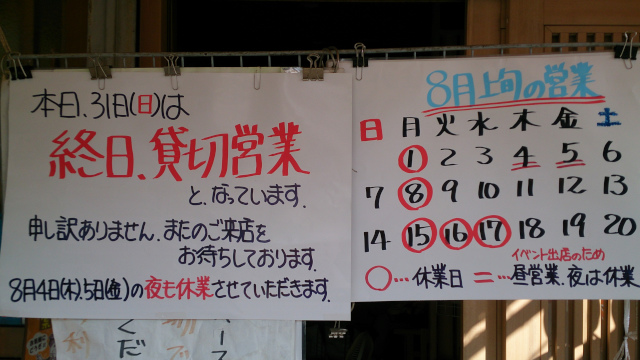 本日、31日(日)は
終日、貸切営業
と、なっています。
申し訳ありません。またのご来店を
お待ちしております。
8月4日(木)、5日(金)の夜も休業させていただきます。
8月上旬の営業
日 月 火 水 木 金 土
1 2 3 4 5 6
7 8 9 10 11 12 13
14 15 16 17 18 19 20
イベント出店のため
○…休業日 =…昼営業、夜は休業